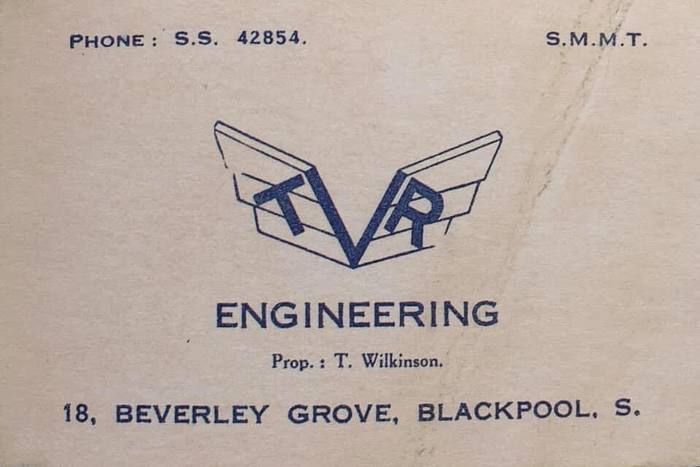 PHONE: S.S. 42854. S.M.M.T.
TVR
ENGINEERING
Prop.: T. Wilkinson.
18, BEVERLEY GROVE, BLACKPOOL. S.